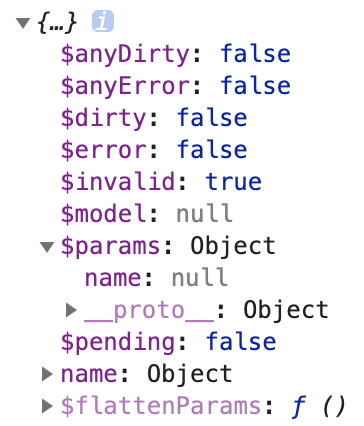 ▼{…} i
$anyDirty: false
$anyError: false
$dirty: false
$error: false
$invalid: true
$model: null
▼$params: Object
name: null
▶__proto__: Object
$pending: false
▶name: Object
▶$flattenParams: ƒ ()